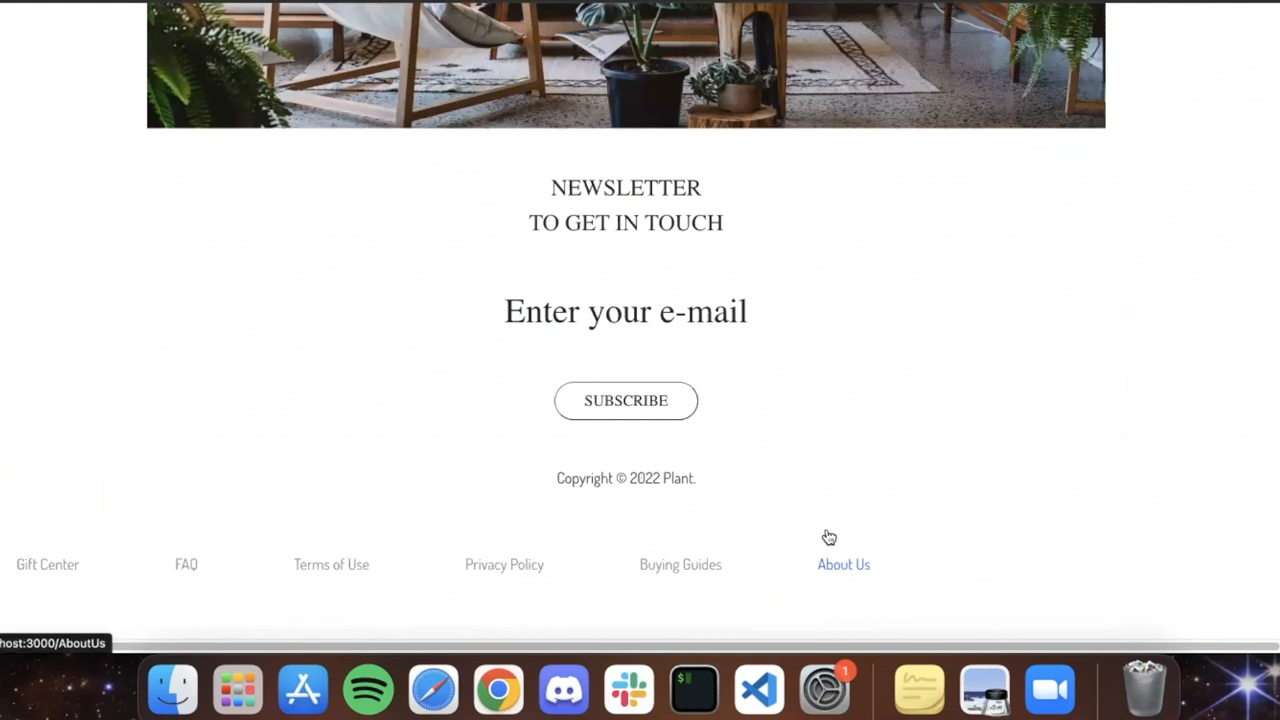 NEWSLETTER
TO GET IN TOUCH
Enter your e-mail
SUBSCRIBE
Copyright © 2022 Plant.
Gift Center FAQ Terms of Use Privacy Policy Buying Guides About Us
host:3000/AboutUs
$
1